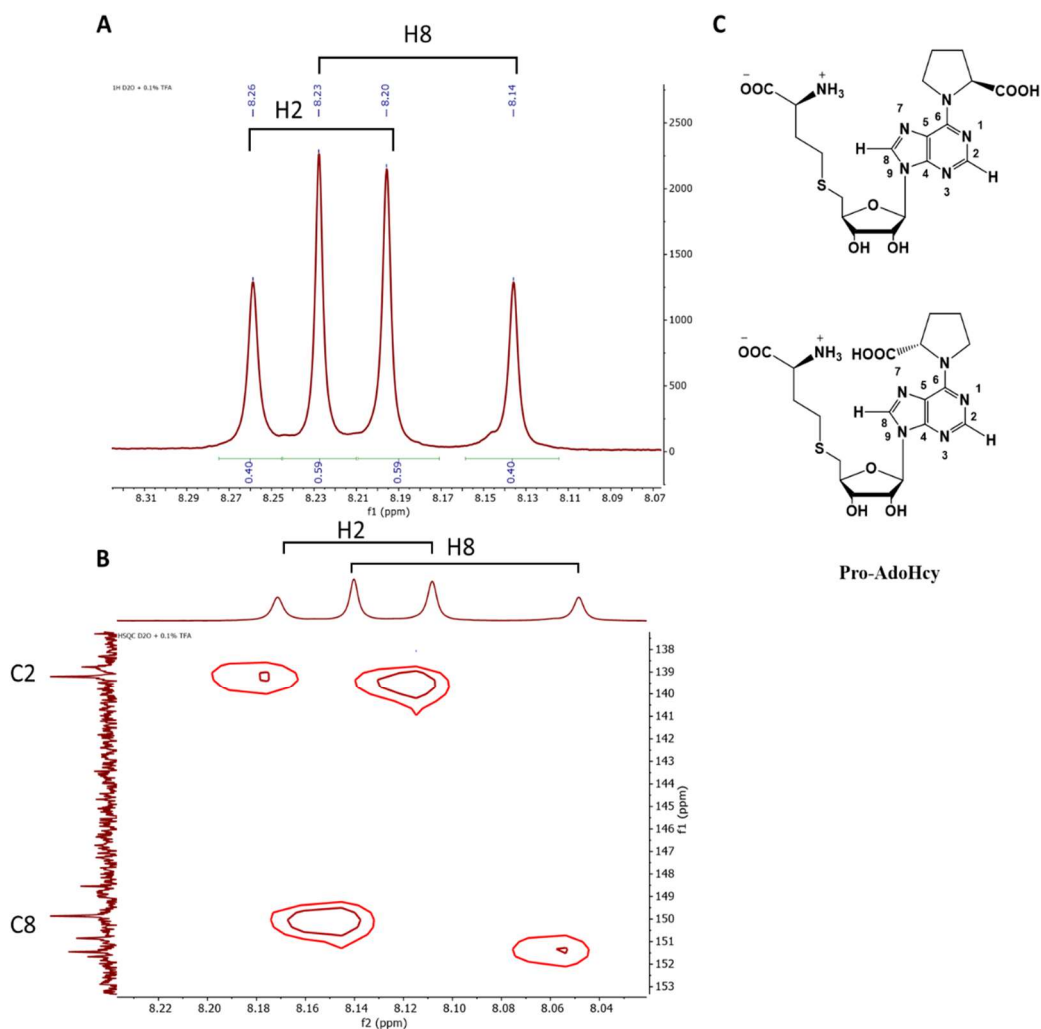 A
H8
1H D2O + 0.1% TFA
8.26
8.23
8.20
8.14
H2
2500
2000
1500
1000
500
0
0.40
0.59
0.59
0.40
8.31 8.29 8.27 8.25 8.23 8.21 8.19 8.17 8.15 8.13 8.11 8.09 8.07
f1 (ppm)
B
H2
H8
HSQC D2O + 0.1% TFA
C2
C8
138
139
140
141
142
143
144
145
146
147
148
149
150
151
152
153
f1 (ppm)
8.22 8.20 8.18 8.16 8.14 8.12 8.10 8.08 8.06 8.04
f2 (ppm)
C
−OOC
+NH3
N
COOH
7
6
N
5
N
1
H
8
2
9
N
4
N
H
3
S
O
OH
OH
−OOC
+NH3
HOOC
N
7
6
1
N
5
N
H
8
2
9
N
4
N
H
3
S
O
OH
OH
Pro-AdoHcy